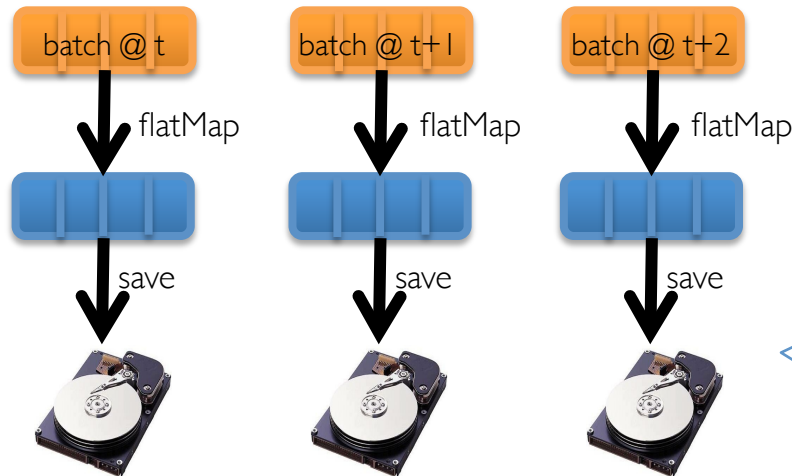 batch @ t
batch @ t+1
batch @ t+2
flatMap
flatMap
flatMap
save
save
save